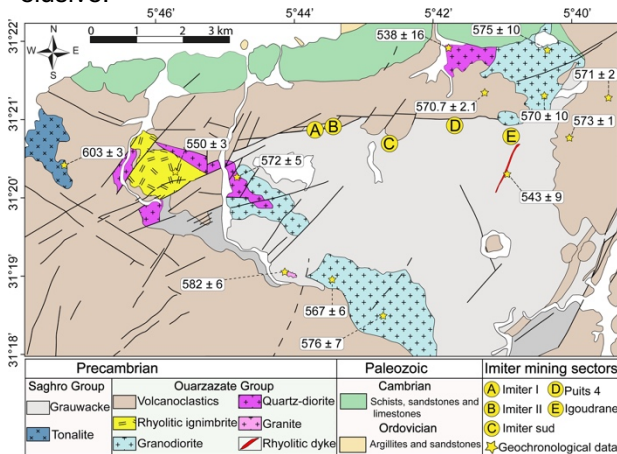 elusive.
5°46' 5°44' 5°42' 5°40'
31°22'
31°21'
31°20'
31°19'
31°18'
N
W E
S
0 1 2 3 km
538 ± 16
575 ± 10
571 ± 2
570.7 ± 2.1
570 ± 10
573 ± 1
603 ± 3
550 ± 3
572 ± 5
543 ± 9
582 ± 6
567 ± 6
576 ± 7
A
B
C
D
E
Precambrian
Paleozoic
Imiter mining sectors
Saghro Group
Ouarzazate Group
Cambrian
Grauwacke
Tonalite
Volcanoclastics
Rhyolitic ignimbrite
Granodiorite
Quartz-diorite
Granite
Rhyolitic dyke
Schists, sandstones and
limestones
Ordovician
Argillites and sandstones
A Imiter I
B Imiter II
C Imiter sud
D Puits 4
E Igoudrane
Geochronological data